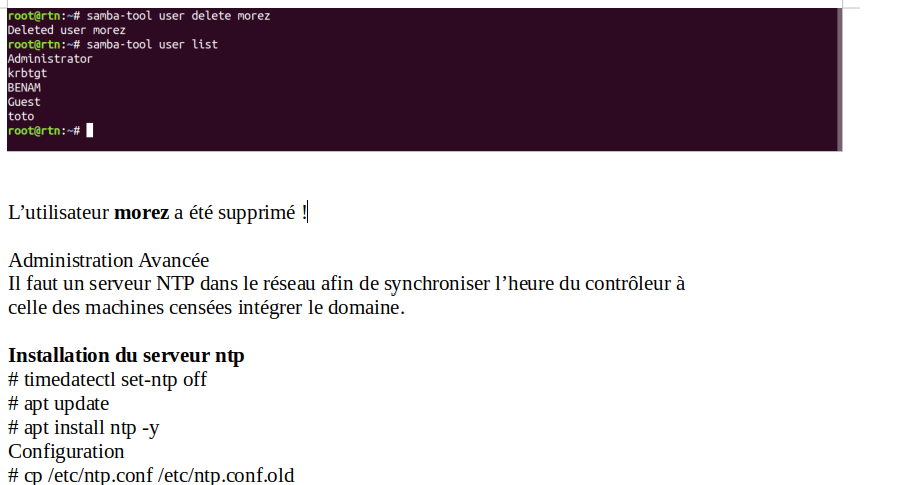 root@rtn:~# samba-tool user delete morez
Deleted user morez
root@rtn:~# samba-tool user list
Administrator
krbtgt
BENAM
Guest
toto
root@rtn:~#
L’utilisateur morez a été supprimé !
Administration Avancée
Il faut un serveur NTP dans le réseau afin de synchroniser l’heure du contrôleur à
celle des machines censées intégrer le domaine.
Installation du serveur ntp
# timedatectl set-ntp off
# apt update
# apt install ntp -y
Configuration
# cp /etc/ntp.conf /etc/ntp.conf.old